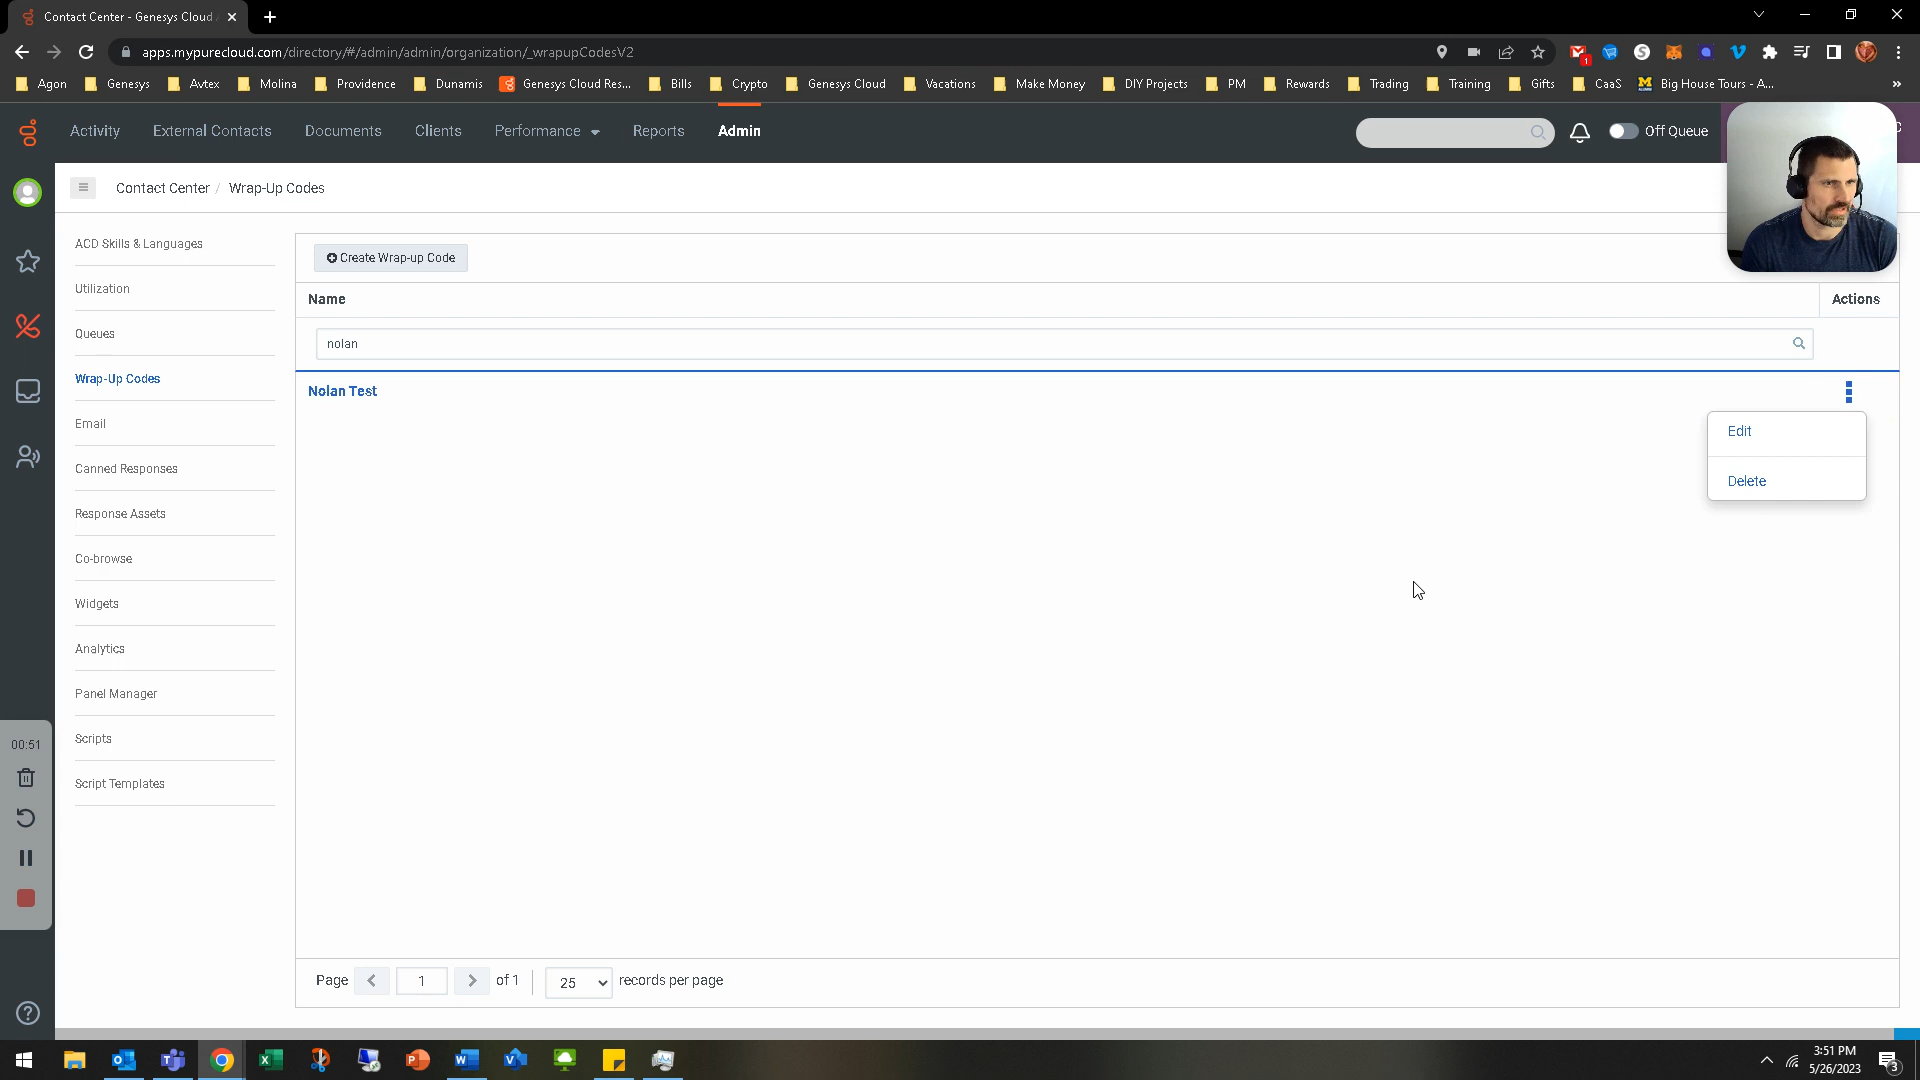 Contact Center - Genesys Cloud
apps.mypurecloud.com/directory/#/admin/admin/organization/_wrapupCodesV2
1
Agon
Genesys
Avtex
Molina
Providence
Dunamis
Genesys Cloud Res...
Bills
Crypto
Genesys Cloud
Vacations
Make Money
DIY Projects
PM
Rewards
Trading
Training
Gifts
CaaS
Big House Tours - A...
»
Activity
External Contacts
Documents
Clients
Performance
Reports
Admin
Off Queue
Contact Center / Wrap-Up Codes
ACD Skills & Languages
Utilization
Queues
Wrap-Up Codes
Email
Canned Responses
Response Assets
Co-browse
Widgets
Analytics
Panel Manager
Scripts
Script Templates
Create Wrap-up Code
Name
Actions
nolan
Nolan Test
Edit
Delete
00:51
Page 1 of 1 25 records per page
3:51 PM
5/26/2023
3